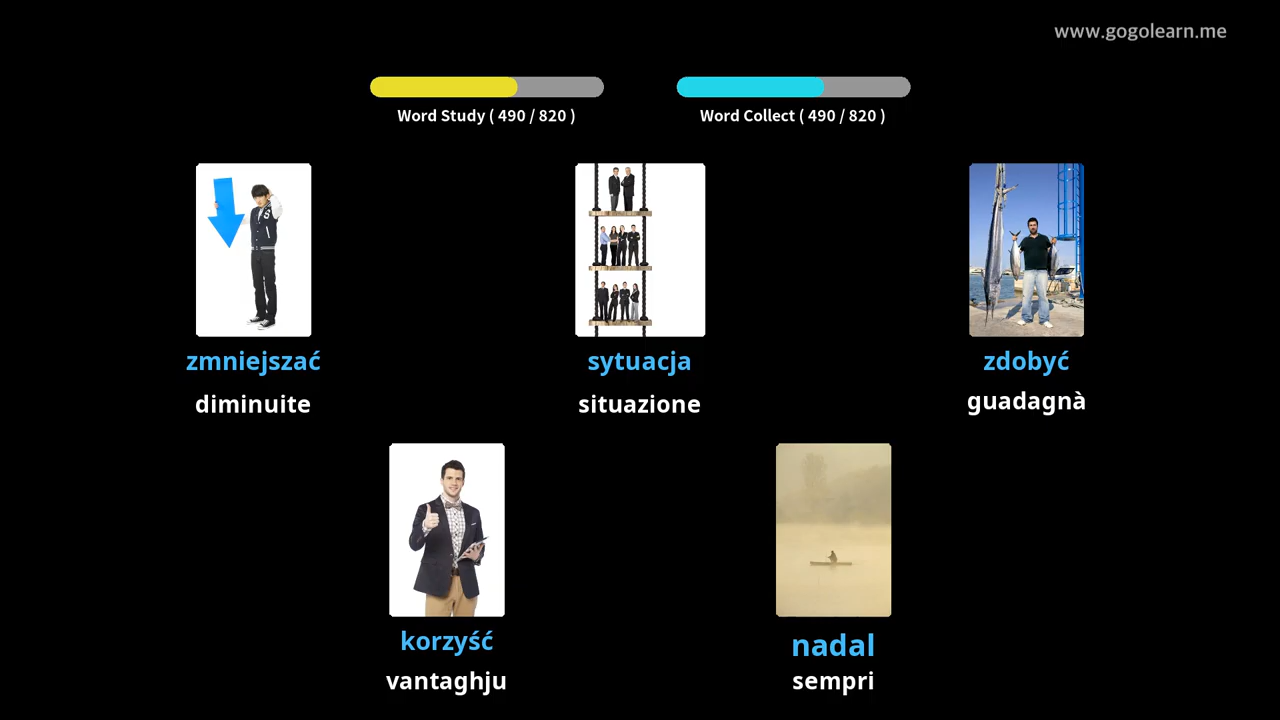 www.gogolearn.me
Word Study ( 490 / 820 )
Word Collect ( 490 / 820 )
zmniejszać
diminuite
sytuacja
situazione
zdobyć
guadagnà
korzyść
vantaghju
nadal
sempri